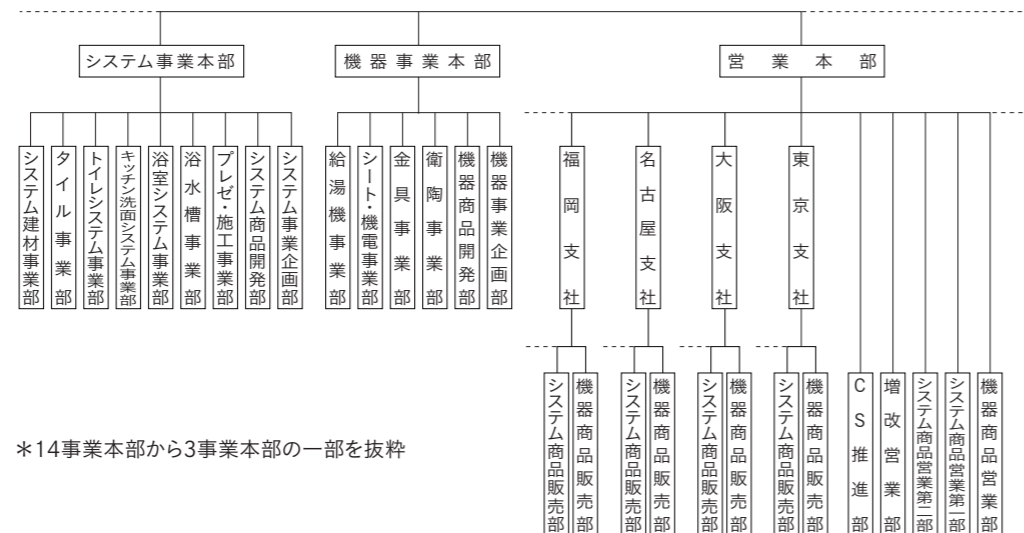 システム事業本部
機器事業本部
営業本部
システム建材事業部
タイル事業部
トイレシステム事業部
キッチン洗面システム事業部
浴室システム事業部
浴水槽事業部
プレゼ・施工事業部
システム商品開発部
システム事業企画部
給湯機事業部
シート・機電事業部
金具事業部
衛陶事業部
機器商品開発部
機器事業企画部
福岡支社
名古屋支社
大阪支社
東京支社
システム商品販売部
機器商品販売部
システム商品販売部
機器商品販売部
システム商品販売部
機器商品販売部
システム商品販売部
機器商品販売部
CS推進部
増改営業部
システム商品営業第二部
システム商品営業第一部
機器商品営業部
＊14事業本部から3事業本部の一部を抜粋